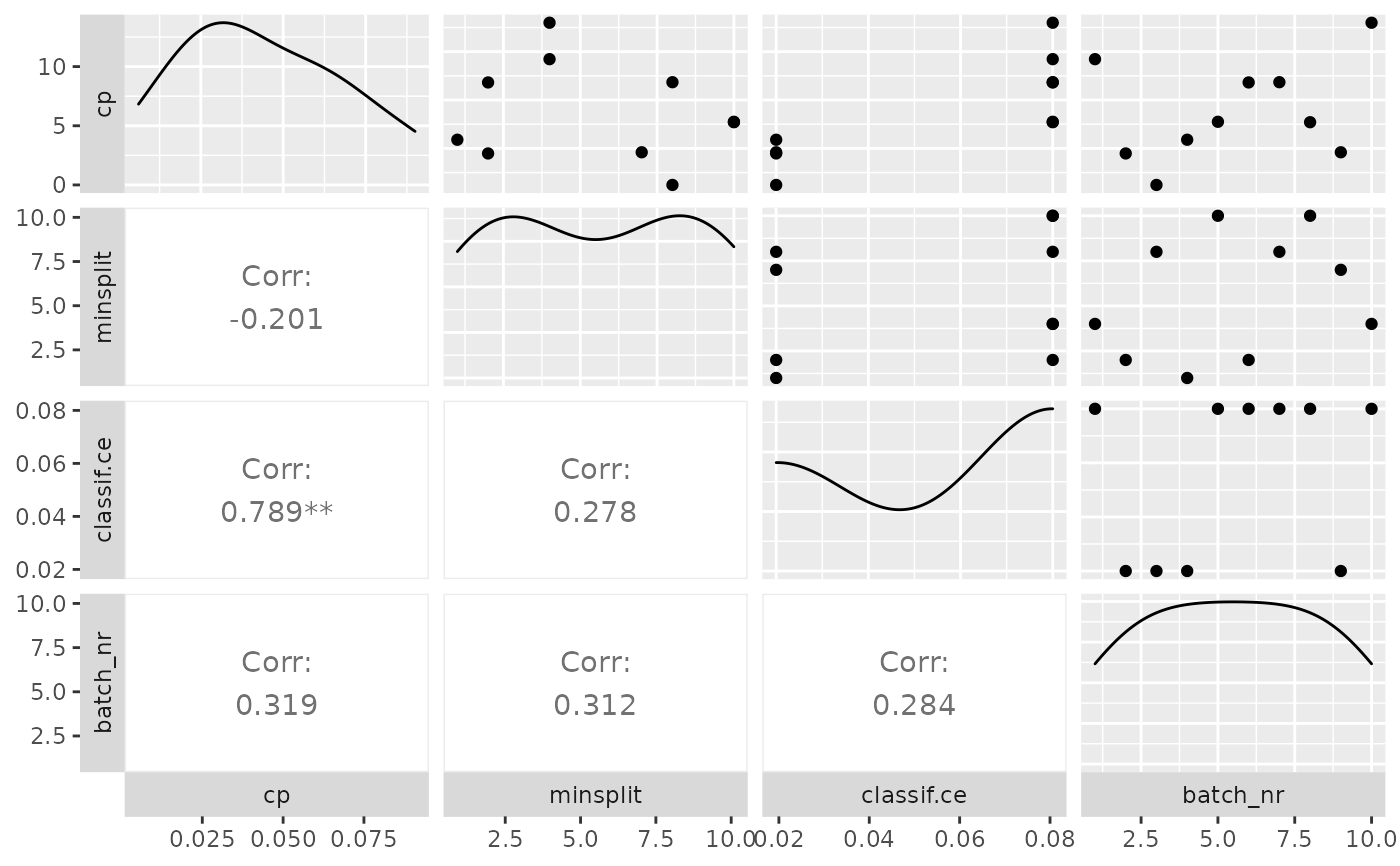 cp
10
5
0
minsplit
10.0
7.5
5.0
2.5
Corr:
-0.201
classif.ce
0.08
0.06
0.04
0.02
Corr:
0.789**
Corr:
0.278
batch_nr
10.0
7.5
5.0
2.5
Corr:
0.319
Corr:
0.312
Corr:
0.284
cp minsplit classif.ce batch_nr
0.025 0.050 0.075 2.5 5.0 7.5 10.0 0.02 0.04 0.06 0.08 2.5 5.0 7.5 10.0